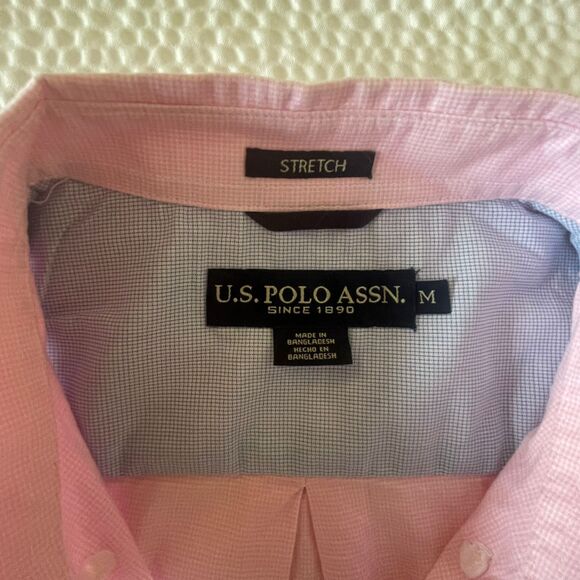 STRETCH
U.S. POLO ASSN. M
SINCE 1890
MADE IN
BANGLADESH
HECHO EN
BANGLADESH